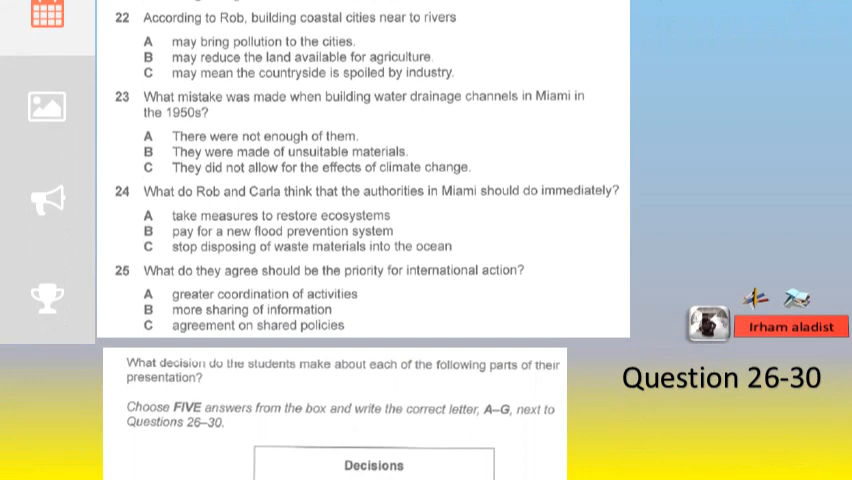 22 According to Rob, building coastal cities near to rivers
A may bring pollution to the cities.
B may reduce the land available for agriculture.
C may mean the countryside is spoiled by industry.
23 What mistake was made when building water drainage channels in Miami in
the 1950s?
A There were not enough of them.
B They were made of unsuitable materials.
C They did not allow for the effects of climate change.
24 What do Rob and Carla think that the authorities in Miami should do immediately?
A take measures to restore ecosystems
B pay for a new flood prevention system
C stop disposing of waste materials into the ocean
25 What do they agree should be the priority for international action?
A greater coordination of activities
B more sharing of information
C agreement on shared policies
Irham aladist
What decision do the students make about each of the following parts of their
presentation?
Question 26-30
Choose FIVE answers from the box and write the correct letter, A–G, next to
Questions 26–30.
Decisions